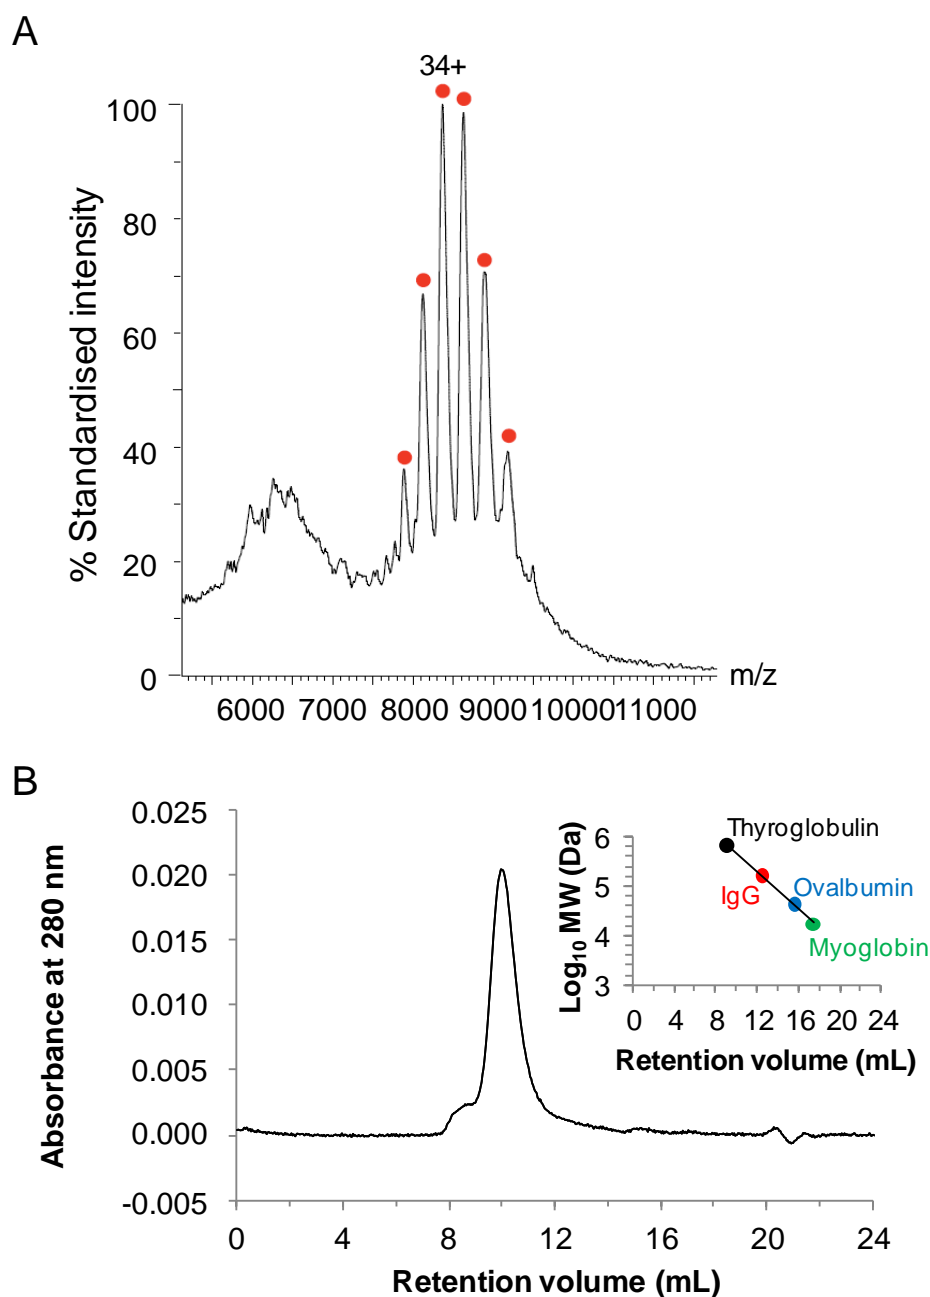 A
34+
% Standardised intensity
100
80
60
40
20
0
m/z
6000 7000 8000 9000 10000 11000
B
Absorbance at 280 nm
0.025
0.020
0.015
0.010
0.005
0.000
-0.005
0 4 8 12 16 20 24
Retention volume (mL)
Log10 MW (Da)
6
5
4
3
Thyroglobulin
IgG
Ovalbumin
Myoglobin
0 4 8 12 16 20 24
Retention volume (mL)